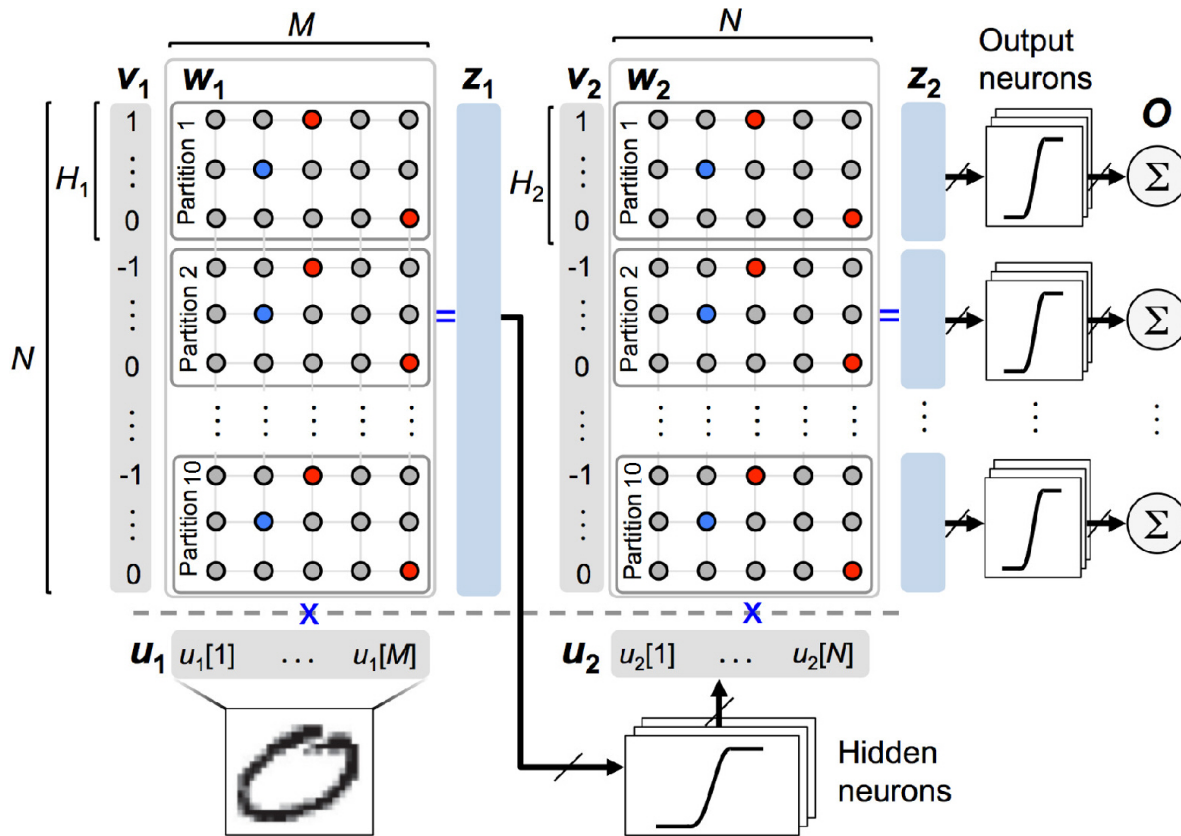 M
N
v1
w1
z1
v2
w2
z2
Output
neurons
O
N
H1
1
⋮
0
-1
⋮
0
⋮
-1
⋮
0
Partition 1
Partition 2
Partition 10
=
H2
1
⋮
0
-1
⋮
0
⋮
-1
⋮
0
Partition 1
Partition 2
Partition 10
=
Σ
Σ
⋮
Σ
x
x
u1
u1[1] … u1[M]
u2
u2[1] … u2[N]
Hidden
neurons